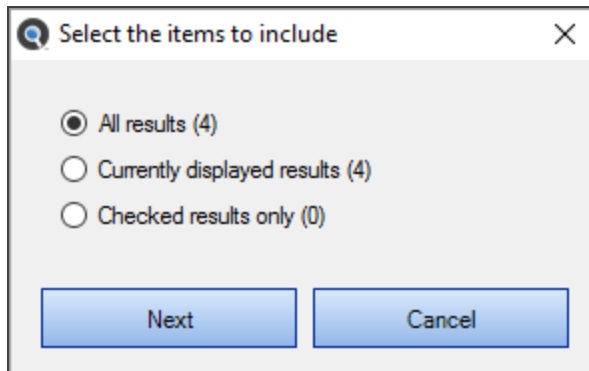 Select the items to include
All results (4)
Currently displayed results (4)
Checked results only (0)
Next Cancel